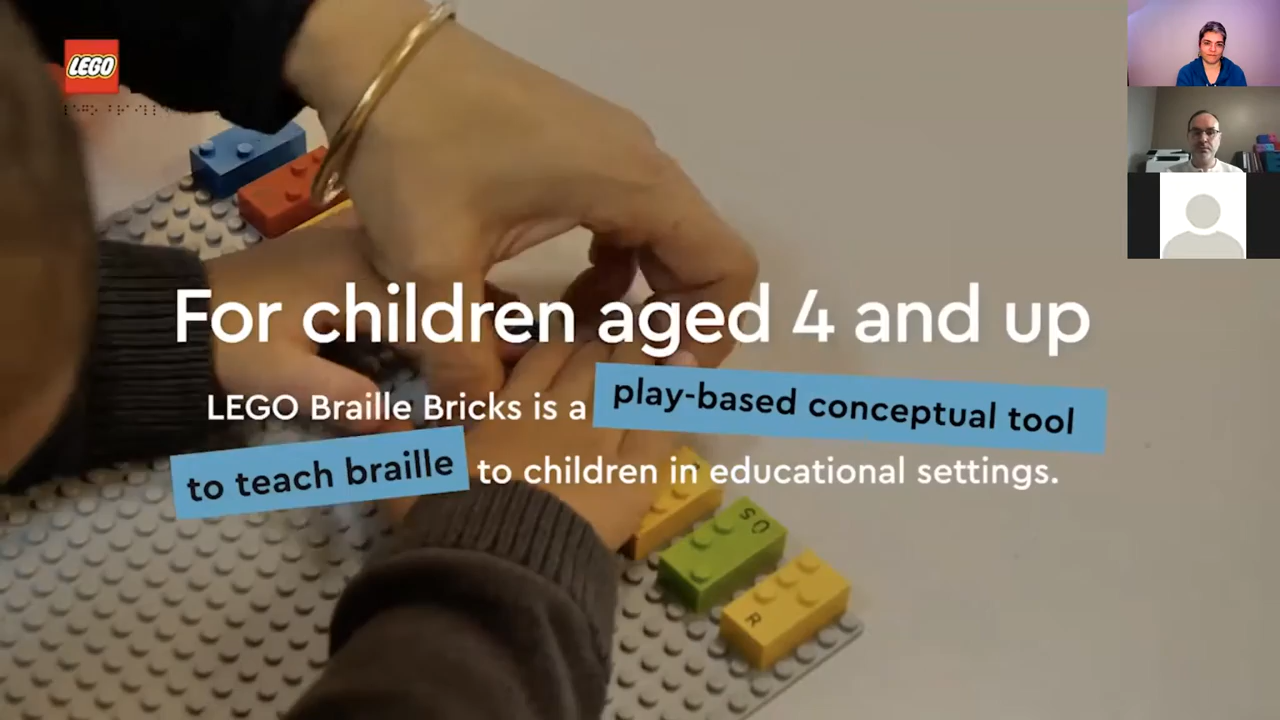 LEGO
For children aged 4 and up
LEGO Braille Bricks is a play-based conceptual tool
to teach braille to children in educational settings.
R